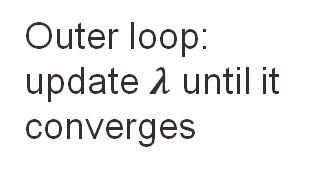 Outer loop:
update λ until it
converges